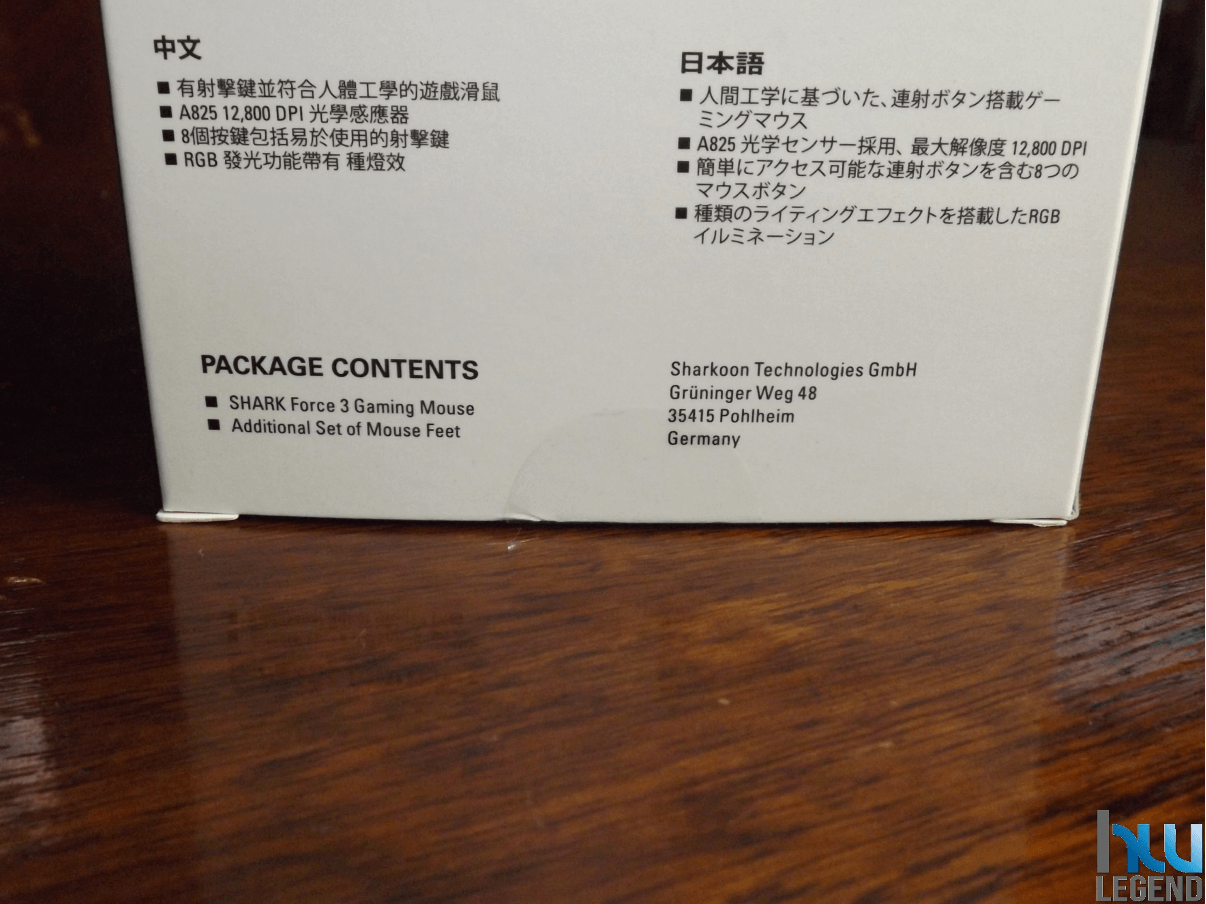 中文
■ 有射擊鍵並符合人體工學的遊戲滑鼠
■ A825 12,800 DPI 光學感應器
■ 8個按鍵包括易於使用的射擊鍵
■ RGB 發光功能帶有 種燈效
日本語
■ 人間工学に基づいた、連射ボタン搭載ゲー
ミングマウス
■ A825 光学センサー採用、最大解像度 12,800 DPI
■ 簡単にアクセス可能な連射ボタンを含む8つの
マウスボタン
■ 種類のライティングエフェクトを搭載したRGB
イルミネーション
PACKAGE CONTENTS
■ SHARK Force 3 Gaming Mouse
■ Additional Set of Mouse Feet
Sharkoon Technologies GmbH
Grüninger Weg 48
35415 Pohlheim
Germany
LEGEND